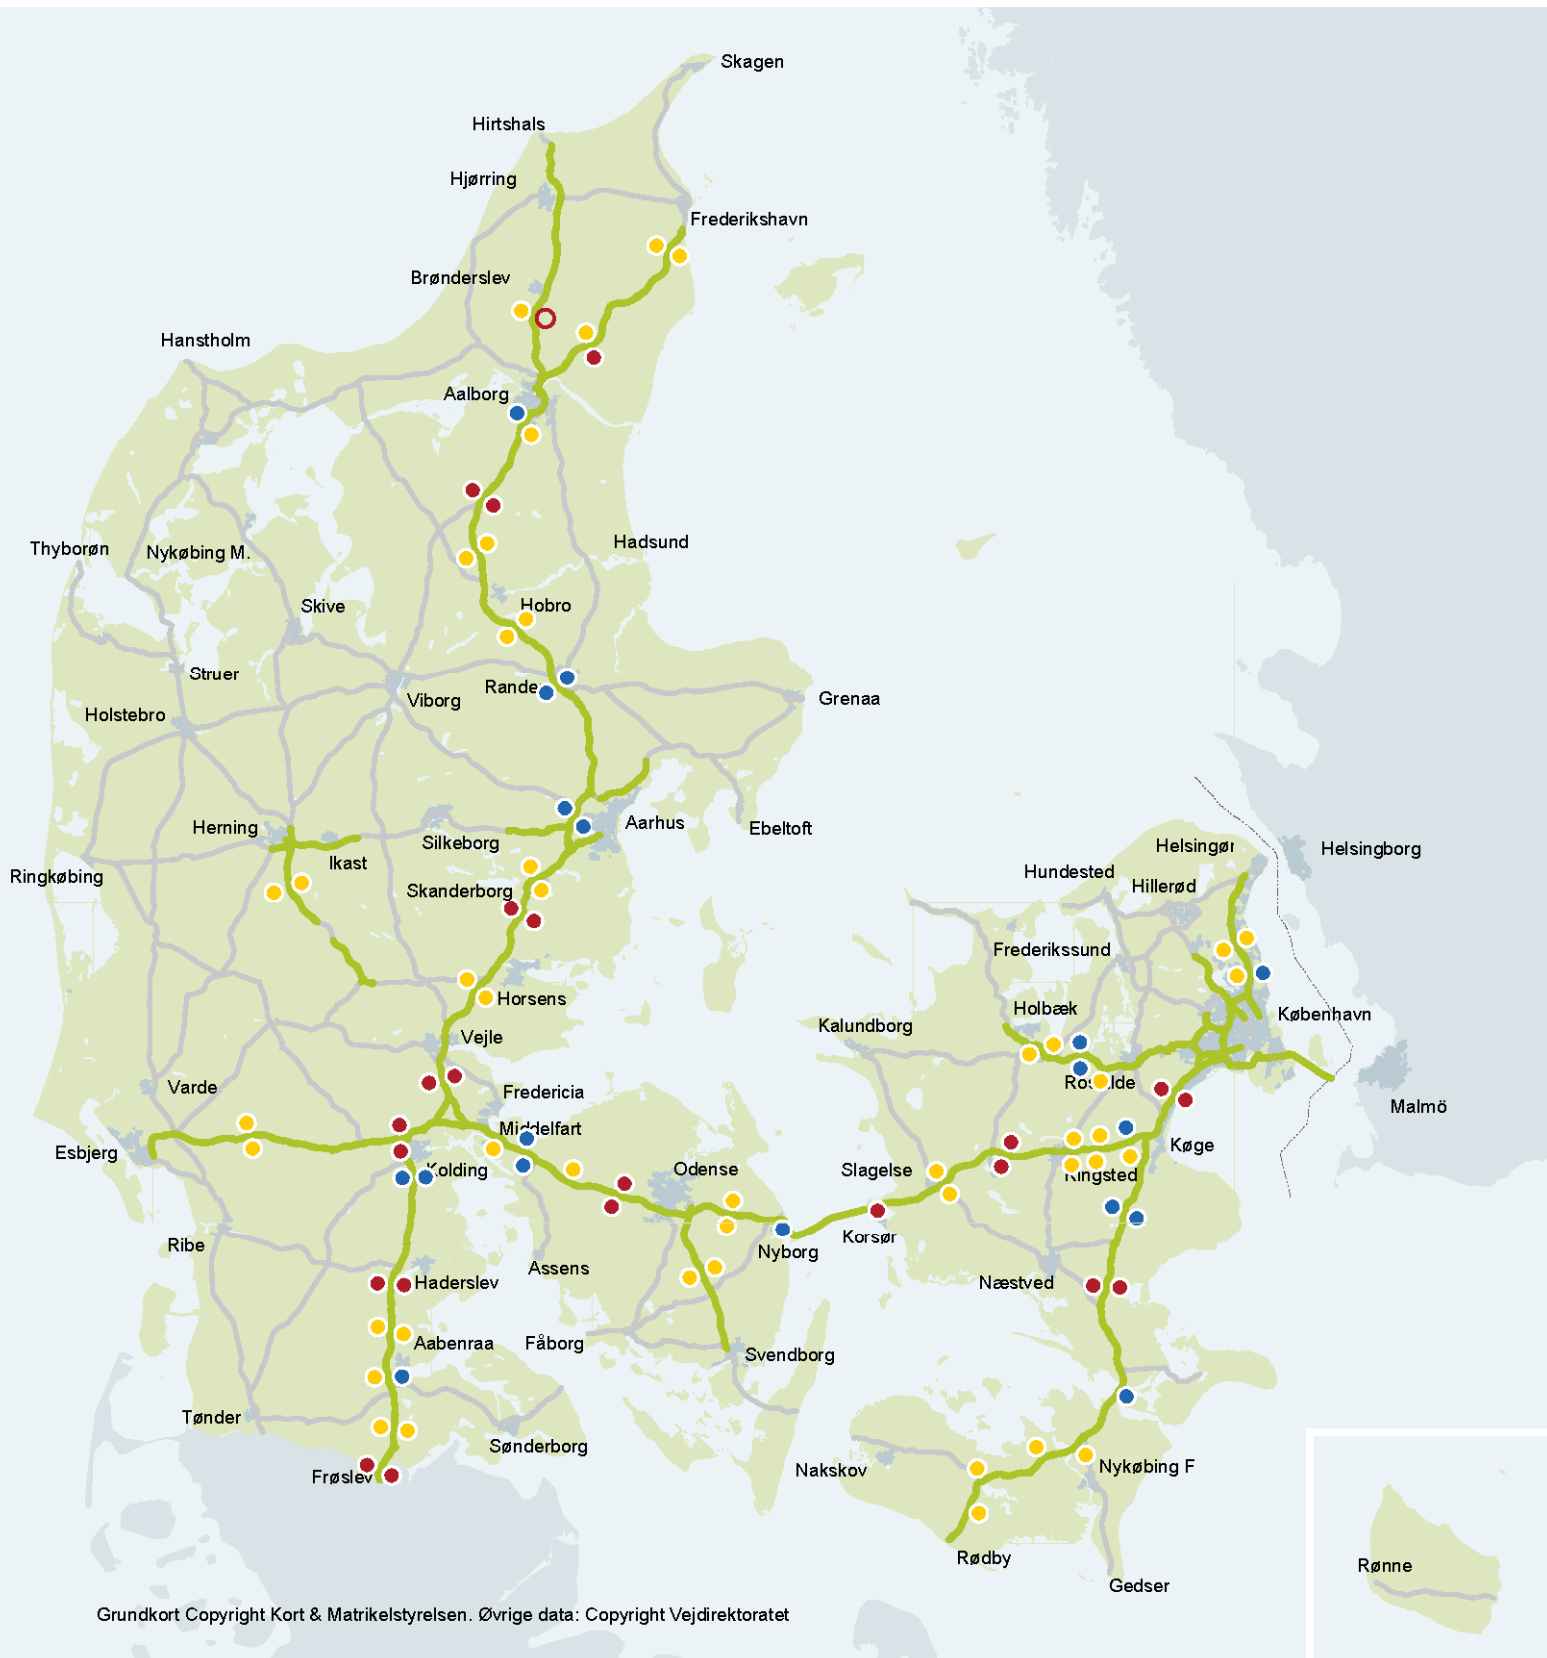 Skagen
Hirtshals
Hjørring
Frederikshavn
Brønderslev
Hanstholm
Aalborg
Hadsund
Thyborøn
Nykøbing M.
Skive
Hobro
Struer
Viborg
Rande
Grenaa
Holstebro
Herning
Ikast
Silkeborg
Aarhus
Ebeltoft
Helsingør
Helsingborg
Ringkøbing
Skanderborg
Hundested
Hillerød
Frederikssund
Horsens
Holbæk
København
Kalundborg
Vejle
Varde
Fredericia
Roskilde
Malmö
Esbjerg
Middelfart
Kolding
Odense
Slagelse
Ringsted
Køge
Ribe
Nyborg
Korsør
Haderslev
Assens
Næstved
Aabenraa
Fåborg
Svendborg
Tønder
Sønderborg
Frøslev
Nakskov
Nykøbing F
Rødby
Gedser
Rønne
Grundkort Copyright Kort & Matrikelstyrelsen. Øvrige data: Copyright Vejdirektoratet